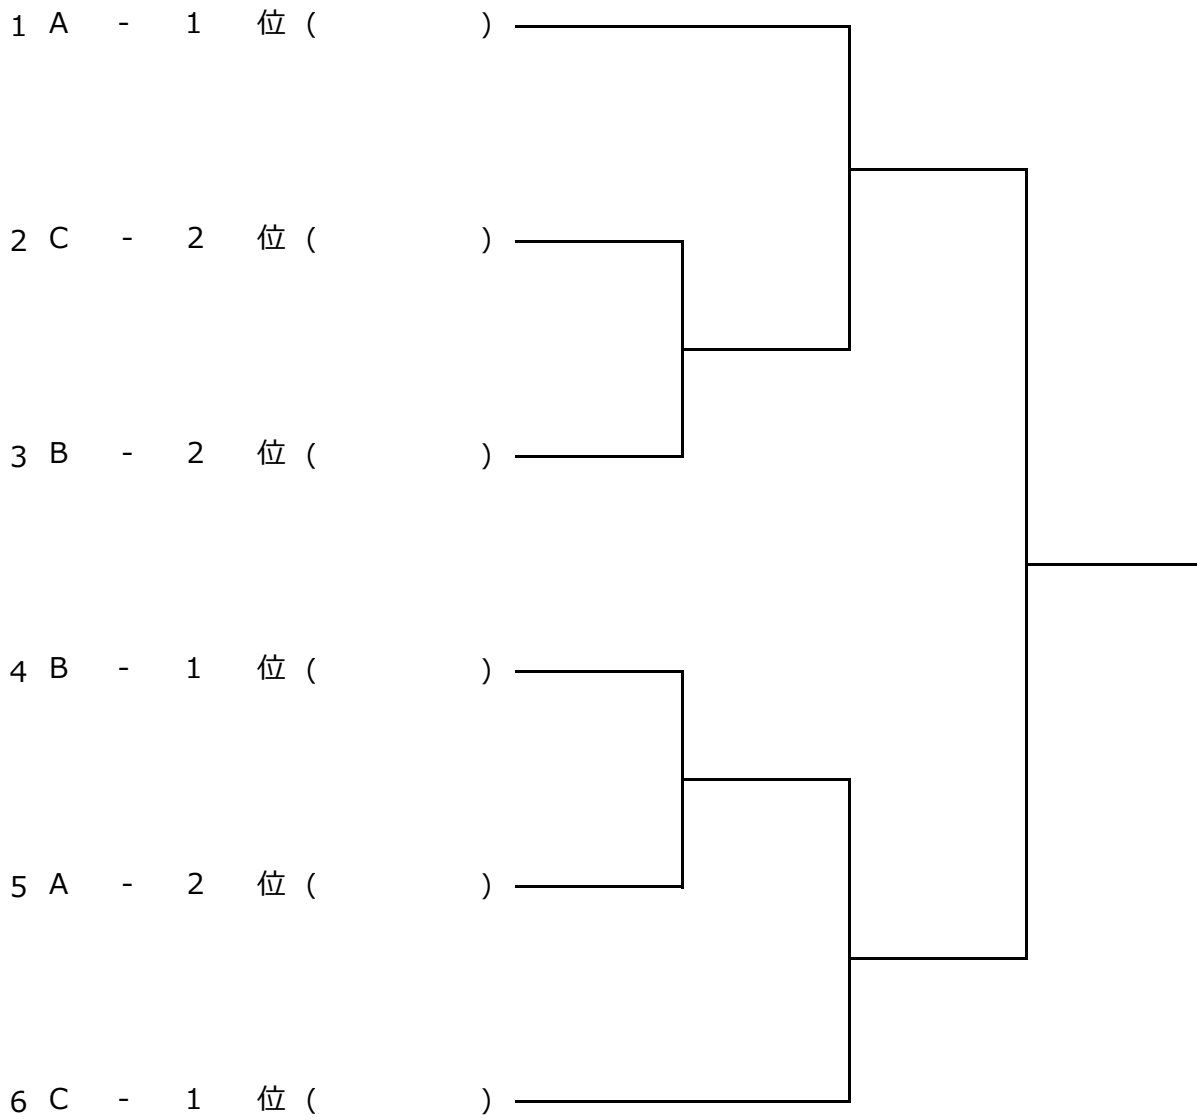 1 A - 1 位 ( )
2 C - 2 位 ( )
3 B - 2 位 ( )
4 B - 1 位 ( )
5 A - 2 位 ( )
6 C - 1 位 ( )